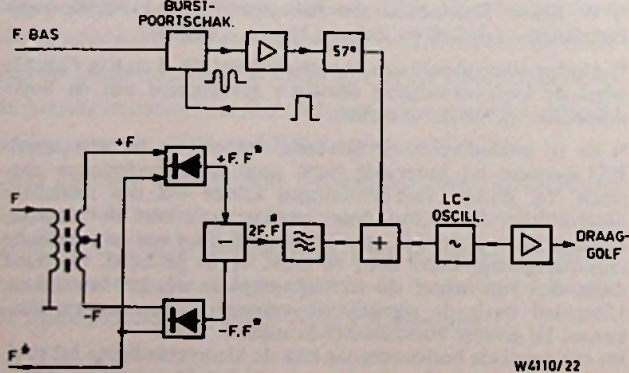 BURST-
POORTSCHAK.
F. BAS
57°
+F
+F.F*
F
LC-
OSCILL.
-
2F.F*
+
~
DRAAG-
GOLF
-F
-F.F*
F*
W4110/22